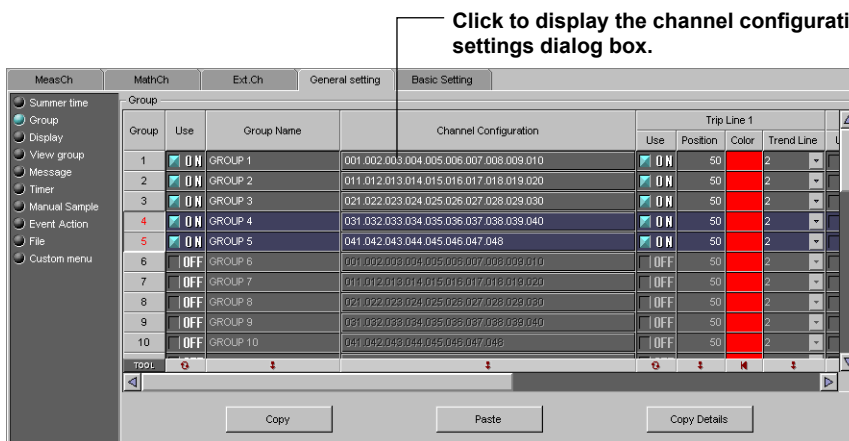 Click to display the channel configurati
settings dialog box.
MeasCh MathCh Ext.Ch General setting Basic Setting
Summer time
Group
Display
View group
Message
Timer
Manual Sample
Event Action
File
Custom menu
Group
Group Use Group Name Channel Configuration Trip Line 1
Use Position Color Trend Line
1 ON GROUP 1 001.002.003.004.005.006.007.008.009.010 ON 50 2
2 ON GROUP 2 011.012.013.014.015.016.017.018.019.020 ON 50 2
3 ON GROUP 3 021.022.023.024.025.026.027.028.029.030 ON 50 2
4 ON GROUP 4 031.032.033.034.035.036.037.038.039.040 ON 50 2
5 ON GROUP 5 041.042.043.044.045.046.047.048 ON 50 2
6 OFF GROUP 6 001.002.003.004.005.006.007.008.009.010 OFF 50 2
7 OFF GROUP 7 011.012.013.014.015.016.017.018.019.020 OFF 50 2
8 OFF GROUP 8 021.022.023.024.025.026.027.028.029.030 OFF 50 2
9 OFF GROUP 9 031.032.033.034.035.036.037.038.039.040 OFF 50 2
10 OFF GROUP 10 041.042.043.044.045.046.047.048 OFF 50 2
TOOL
Copy Paste Copy Details